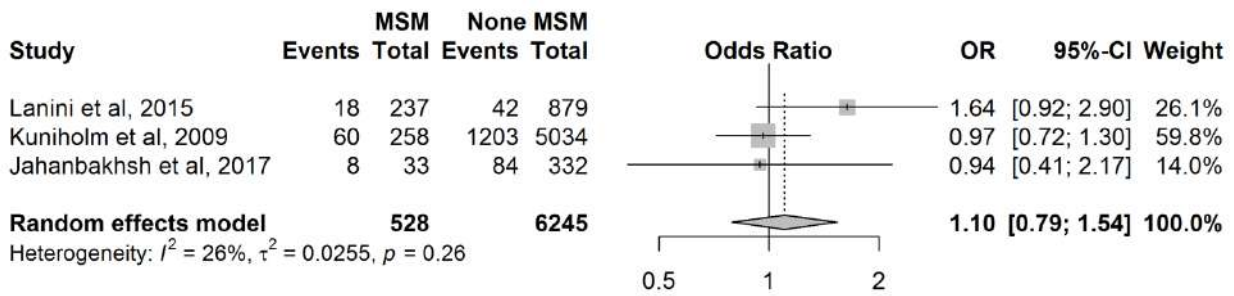 MSM None MSM
Study Events Total Events Total Odds Ratio OR 95%-CI Weight
Lanini et al, 2015 18 237 42 879 1.64 [0.92; 2.90] 26.1%
Kuniholm et al, 2009 60 258 1203 5034 0.97 [0.72; 1.30] 59.8%
Jahanbakhsh et al, 2017 8 33 84 332 0.94 [0.41; 2.17] 14.0%
Random effects model 528 6245 1.10 [0.79; 1.54] 100.0%
Heterogeneity: I² = 26%, τ² = 0.0255, p = 0.26
0.5 1 2